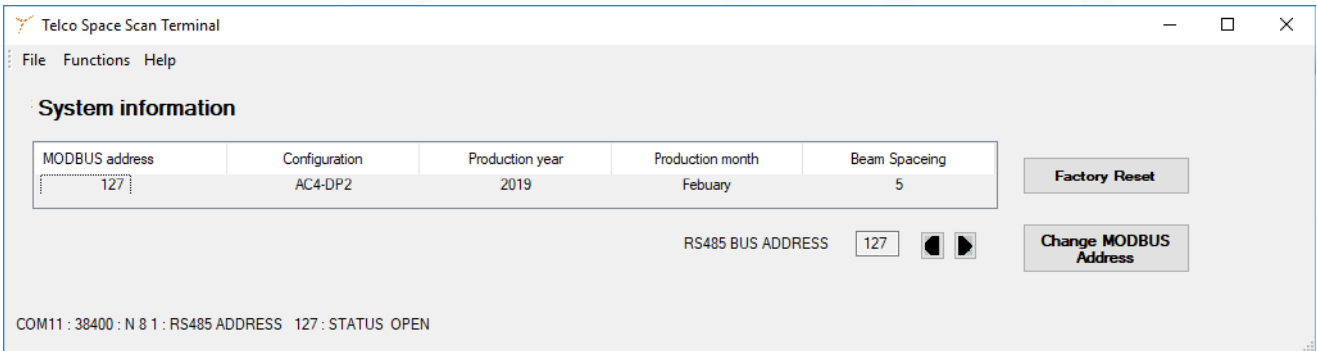 Telco Space Scan Terminal
File Functions Help
System information
MODBUS address Configuration Production year Production month Beam Spaceing
127 AC4-DP2 2019 Febuary 5
Factory Reset
RS485 BUS ADDRESS 127
Change MODBUS
Address
COM11 : 38400 : N 8 1 : RS485 ADDRESS 127 : STATUS OPEN